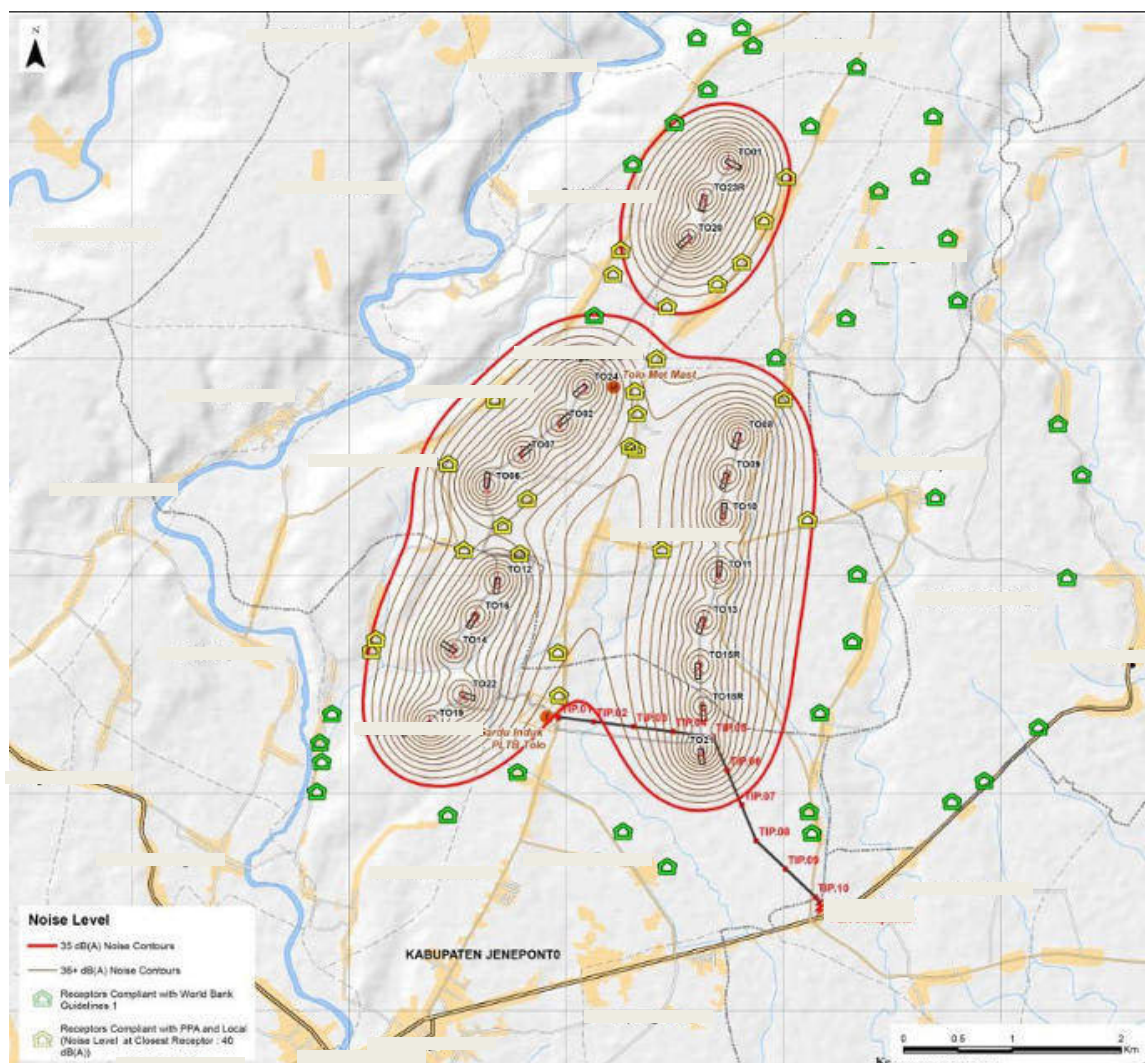 N
TO01
TO23R
TO20
TO24
Tolo Met Mast
TO02
TO07
TO06
TO08
TO09
TO10
TO11
TO12
TO16
TO14
TO13
TO15R
TO22
TO19
TO18R
TO21
TIP.01
TIP.02
TIP.03
TIP.04
TIP.05
TIP.06
TIP.07
TIP.08
TIP.09
TIP.10
Indys
PLTB Tolo
KABUPATEN JENEPONT0
Noise Level
35 dB(A) Noise Contours
36+ dB(A) Noise Contours
Receptors Compliant with World Bank
Guidelines 1
Receptors Compliant with PPA and Local
(Noise Level at Closest Receptor : 40
dB(A))
0 0.5 1 2
Km